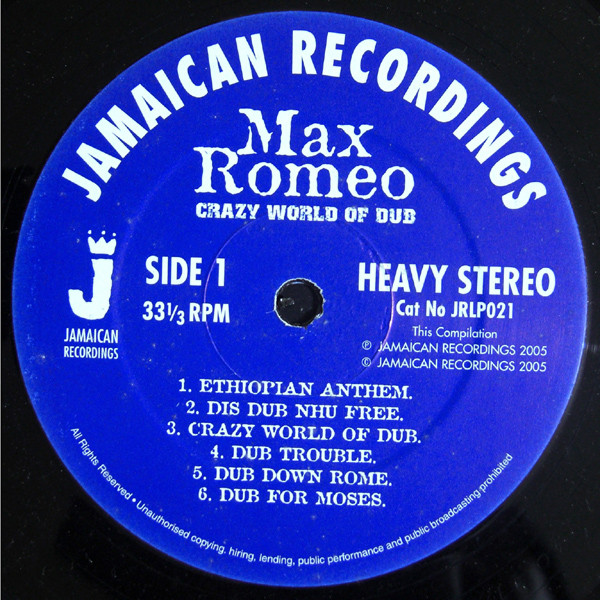 JAMAICAN RECORDINGS
Max
Romeo
CRAZY WORLD OF DUB
J
JAMAICAN
RECORDINGS
SIDE 1
33⅓ RPM
HEAVY STEREO
Cat No JRLP021
This Compilation
℗ JAMAICAN RECORDINGS 2005
© JAMAICAN RECORDINGS 2005
1. ETHIOPIAN ANTHEM.
2. DIS DUB NHU FREE.
3. CRAZY WORLD OF DUB.
4. DUB TROUBLE.
5. DUB DOWN ROME.
6. DUB FOR MOSES.
All Rights Reserved • Unauthorised copying, hiring, lending, public performance and public broadcasting prohibited